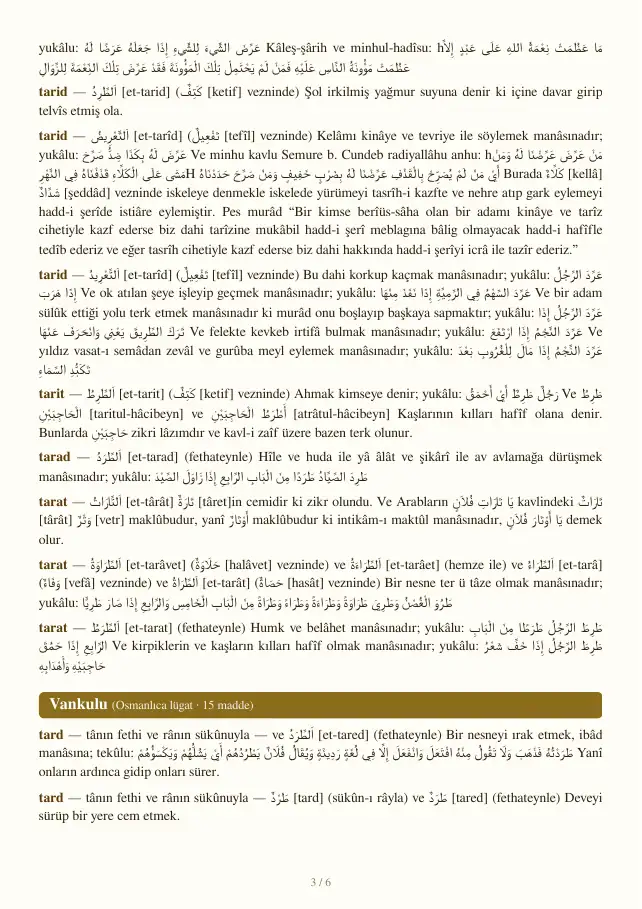 yukâlu: عَرَّضَ الشَّيْءَ لِلشَّيْءِ إِذَا جَعَلَهُ عَرَضًا لَهُ Kâleş-şârih ve minhul-hadîsu: hمَا عَظُمَتْ نِعْمَةُ اللهِ عَلَى عَبْدٍ إِلَّا
عَظُمَتْ مَؤُونَةُ النَّاسِ عَلَيْهِ فَمَنْ لَمْ يَحْتَمِلْ تِلْكَ الْمَؤُونَةَ فَقَدْ عَرَّضَ تِلْكَ النِّعْمَةَ لِلزَّوَالِ
tarid — اَلطَّرِدُ [et-tarid] (كَتِفٌ [ketif] vezninde) Şol irkilmiş yağmur suyuna denir ki içine davar girip
telvîs etmiş ola.
tarid — اَلتَّعْرِيضُ [et-tarîd] (تَفْعِيلٌ [tefîl] vezninde) Kelâmı kinâye ve tevriye ile söylemek manâsınadır;
yukâlu: عَرَّضَ لَهُ بِكَذَا ضِدُّ صَرَّحَ Ve minhu kavlu Semure b. Cundeb radiyallâhu anhu: hمَنْ عَرَّضَ عَرَّضْنَا لَهُ وَمَنْ
مَشَى عَلَى الْكَلَّاءِ قَذَفْنَاهُ فِي النَّهْرِH أَيْ مَنْ لَمْ يُصَرِّحْ بِالْقَذْفِ عَرَّضْنَا لَهُ بِضَرْبٍ خَفِيفٍ وَمَنْ صَرَّحَ حَدَدْنَاهُ Burada كَلَّاءٌ [kellâ]
شَدَّادٌ [şeddâd] vezninde iskeleye denmekle iskelede yürümeyi tasrîh-i kazfte ve nehre atıp gark eylemeyi
hadd-i şerîde istiâre eylemiştir. Pes murâd “Bir kimse berîüs-sâha olan bir adamı kinâye ve tarîz
cihetiyle kazf ederse biz dahi tarîzine mukâbil hadd-i şerî meblagına bâlig olmayacak hadd-i hafîfle
tedîb ederiz ve eğer tasrîh cihetiyle kazf ederse biz dahi hakkında hadd-i şerîyi icrâ ile tazîr ederiz.”
tarid — اَلتَّعْرِيدُ [et-tarîd] (تَفْعِيلٌ [tefîl] vezninde) Bu dahi korkup kaçmak manâsınadır; yukâlu: عَرَّدَ الرَّجُلُ
إِذَا هَرَبَ Ve ok atılan şeye işleyip geçmek manâsınadır; yukâlu: عَرَّدَ السَّهْمُ فِي الرَّمِيَّةِ إِذَا نَفَذَ مِنْهَا Ve bir adam
sülûk ettiği yolu terk etmek manâsınadır ki murâd onu boşlayıp başkaya sapmaktır; yukâlu: عَرَّدَ الرَّجُلُ إِذَا
تَرَكَ الطَّرِيقَ يَعْنِي وَانْحَرَفَ عَنْهَا Ve felekte kevkeb irtifâ bulmak manâsınadır; yukâlu: عَرَّدَ النَّجْمُ إِذَا ارْتَفَعَ Ve
yıldız vasat-ı semâdan zevâl ve gurûba meyl eylemek manâsınadır; yukâlu: عَرَّدَ النَّجْمُ إِذَا مَالَ لِلْغُرُوبِ بَعْدَ
تَكَبُّدِ السَّمَاءِ
tarit — اَلطَّرِطُ [et-tarit] (كَتِفٌ [ketif] vezninde) Ahmak kimseye denir; yukâlu: رَجُلٌ طَرِطٌ أَيْ أَحْمَقُ Ve طَرِطُ
الْحَاجِبَيْنِ [taritul-hâcibeyn] ve أَطْرَطُ الْحَاجِبَيْنِ [atrâtul-hâcibeyn] Kaşlarının kılları hafîf olana denir.
Bunlarda حَاجِبَيْنِ zikri lâzımdır ve kavl-i zaîf üzere bazen terk olunur.
tarad — اَلطَّرَدُ [et-tarad] (fethateynle) Hîle ve huda ile yâ âlât ve şikârî ile av avlamağa dürüşmek
manâsınadır; yukâlu: طَرِدَ الصَّيَّادُ طَرَدًا مِنَ الْبَابِ الرَّابِعِ إِذَا زَاوَلَ الصَّيْدَ
tarat — اَلتَّارَاتُ [et-târât] تَارَةٌ [târet]in cemidir ki zikr olundu. Ve Arabların يَا تَارَاتِ فُلَانٍ kavlindeki تَارَاتٌ
[târât] وَتْرٌ [vetr] maklûbudur, yanî أَوْتَارٌ maklûbudur ki intikâm-ı maktûl manâsınadır, يَا أَوْتَارَ فُلَانٍ demek
olur.
tarat — اَلطَّرَاوَةُ [et-tarâvet] (حَلَاوَةٌ [halâvet] vezninde) ve اَلطَّرَاءَةُ [et-tarâet] (hemze ile) ve اَلطَّرَاءُ [et-tarâ]
(وَفَاءٌ [vefâ] vezninde) ve اَلطَّرَاةُ [et-tarât] (حَصَاةٌ [hasât] vezninde) Bir nesne ter ü tâze olmak manâsınadır;
yukâlu: طَرُوَ الْغُصْنُ وَطَرِيَ طَرَاوَةً وَطَرَاءَةً وَطَرَاءً وَطَرَاةً مِنَ الْبَابِ الْخَامِسِ وَالرَّابِعِ إِذَا صَارَ طَرِيًّا
tarat — اَلطَّرَطُ [et-tarat] (fethateynle) Humk ve belâhet manâsınadır; yukâlu: طَرِطَ الرَّجُلُ طَرَطًا مِنَ الْبَابِ
الرَّابِعِ إِذَا حَمُقَ Ve kirpiklerin ve kaşların kılları hafîf olmak manâsınadır; yukâlu: طَرِطَ الرَّجُلُ إِذَا خَفَّ شَعْرُ
حَاجِبَيْهِ وَأَهْدَابِهِ
Vankulu (Osmanlıca lügat · 15 madde)
tard — tânın fethi ve rânın sükûnuyla — ve اَلطَّرَدُ [et-tared] (fethateynle) Bir nesneyi ırak etmek, ibâd
manâsına; tekûlu: طَرَدْتُهُ فَذَهَبَ وَلَا تَقُولُ مِنْهُ افْتَعَلَ وَانْفَعَلَ إِلَّا فِي لُغَةٍ رَدِيئَةٍ وَيُقَالُ فُلَانٌ يَطْرُدُهُمْ أَيْ يَشُلُّهُمْ وَيَكْسَؤُهُمْ Yanî
onların ardınca gidip onları sürer.
tard — tânın fethi ve rânın sükûnuyla — طَرْدٌ [tard] (sükûn-ı râyla) ve طَرَدٌ [tared] (fethateynle) Deveyi
sürüp bir yere cem etmek.
3 / 6